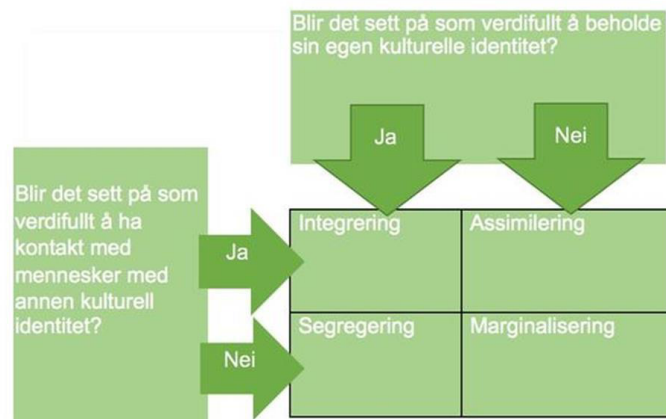 Blir det sett på som verdifullt å beholde
sin egen kulturelle identitet?
Ja
Nei
Blir det sett på som
verdifullt å ha
kontakt med
mennesker med
annen kulturell
identitet?
Ja
Integrering
Assimilering
Nei
Segregering
Marginalisering